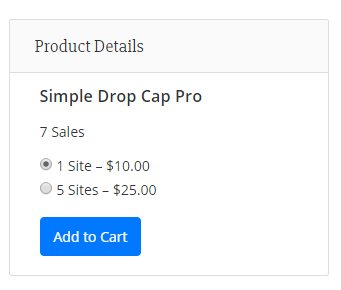 Product Details
Simple Drop Cap Pro
7 Sales
1 Site – $10.00
5 Sites – $25.00
Add to Cart